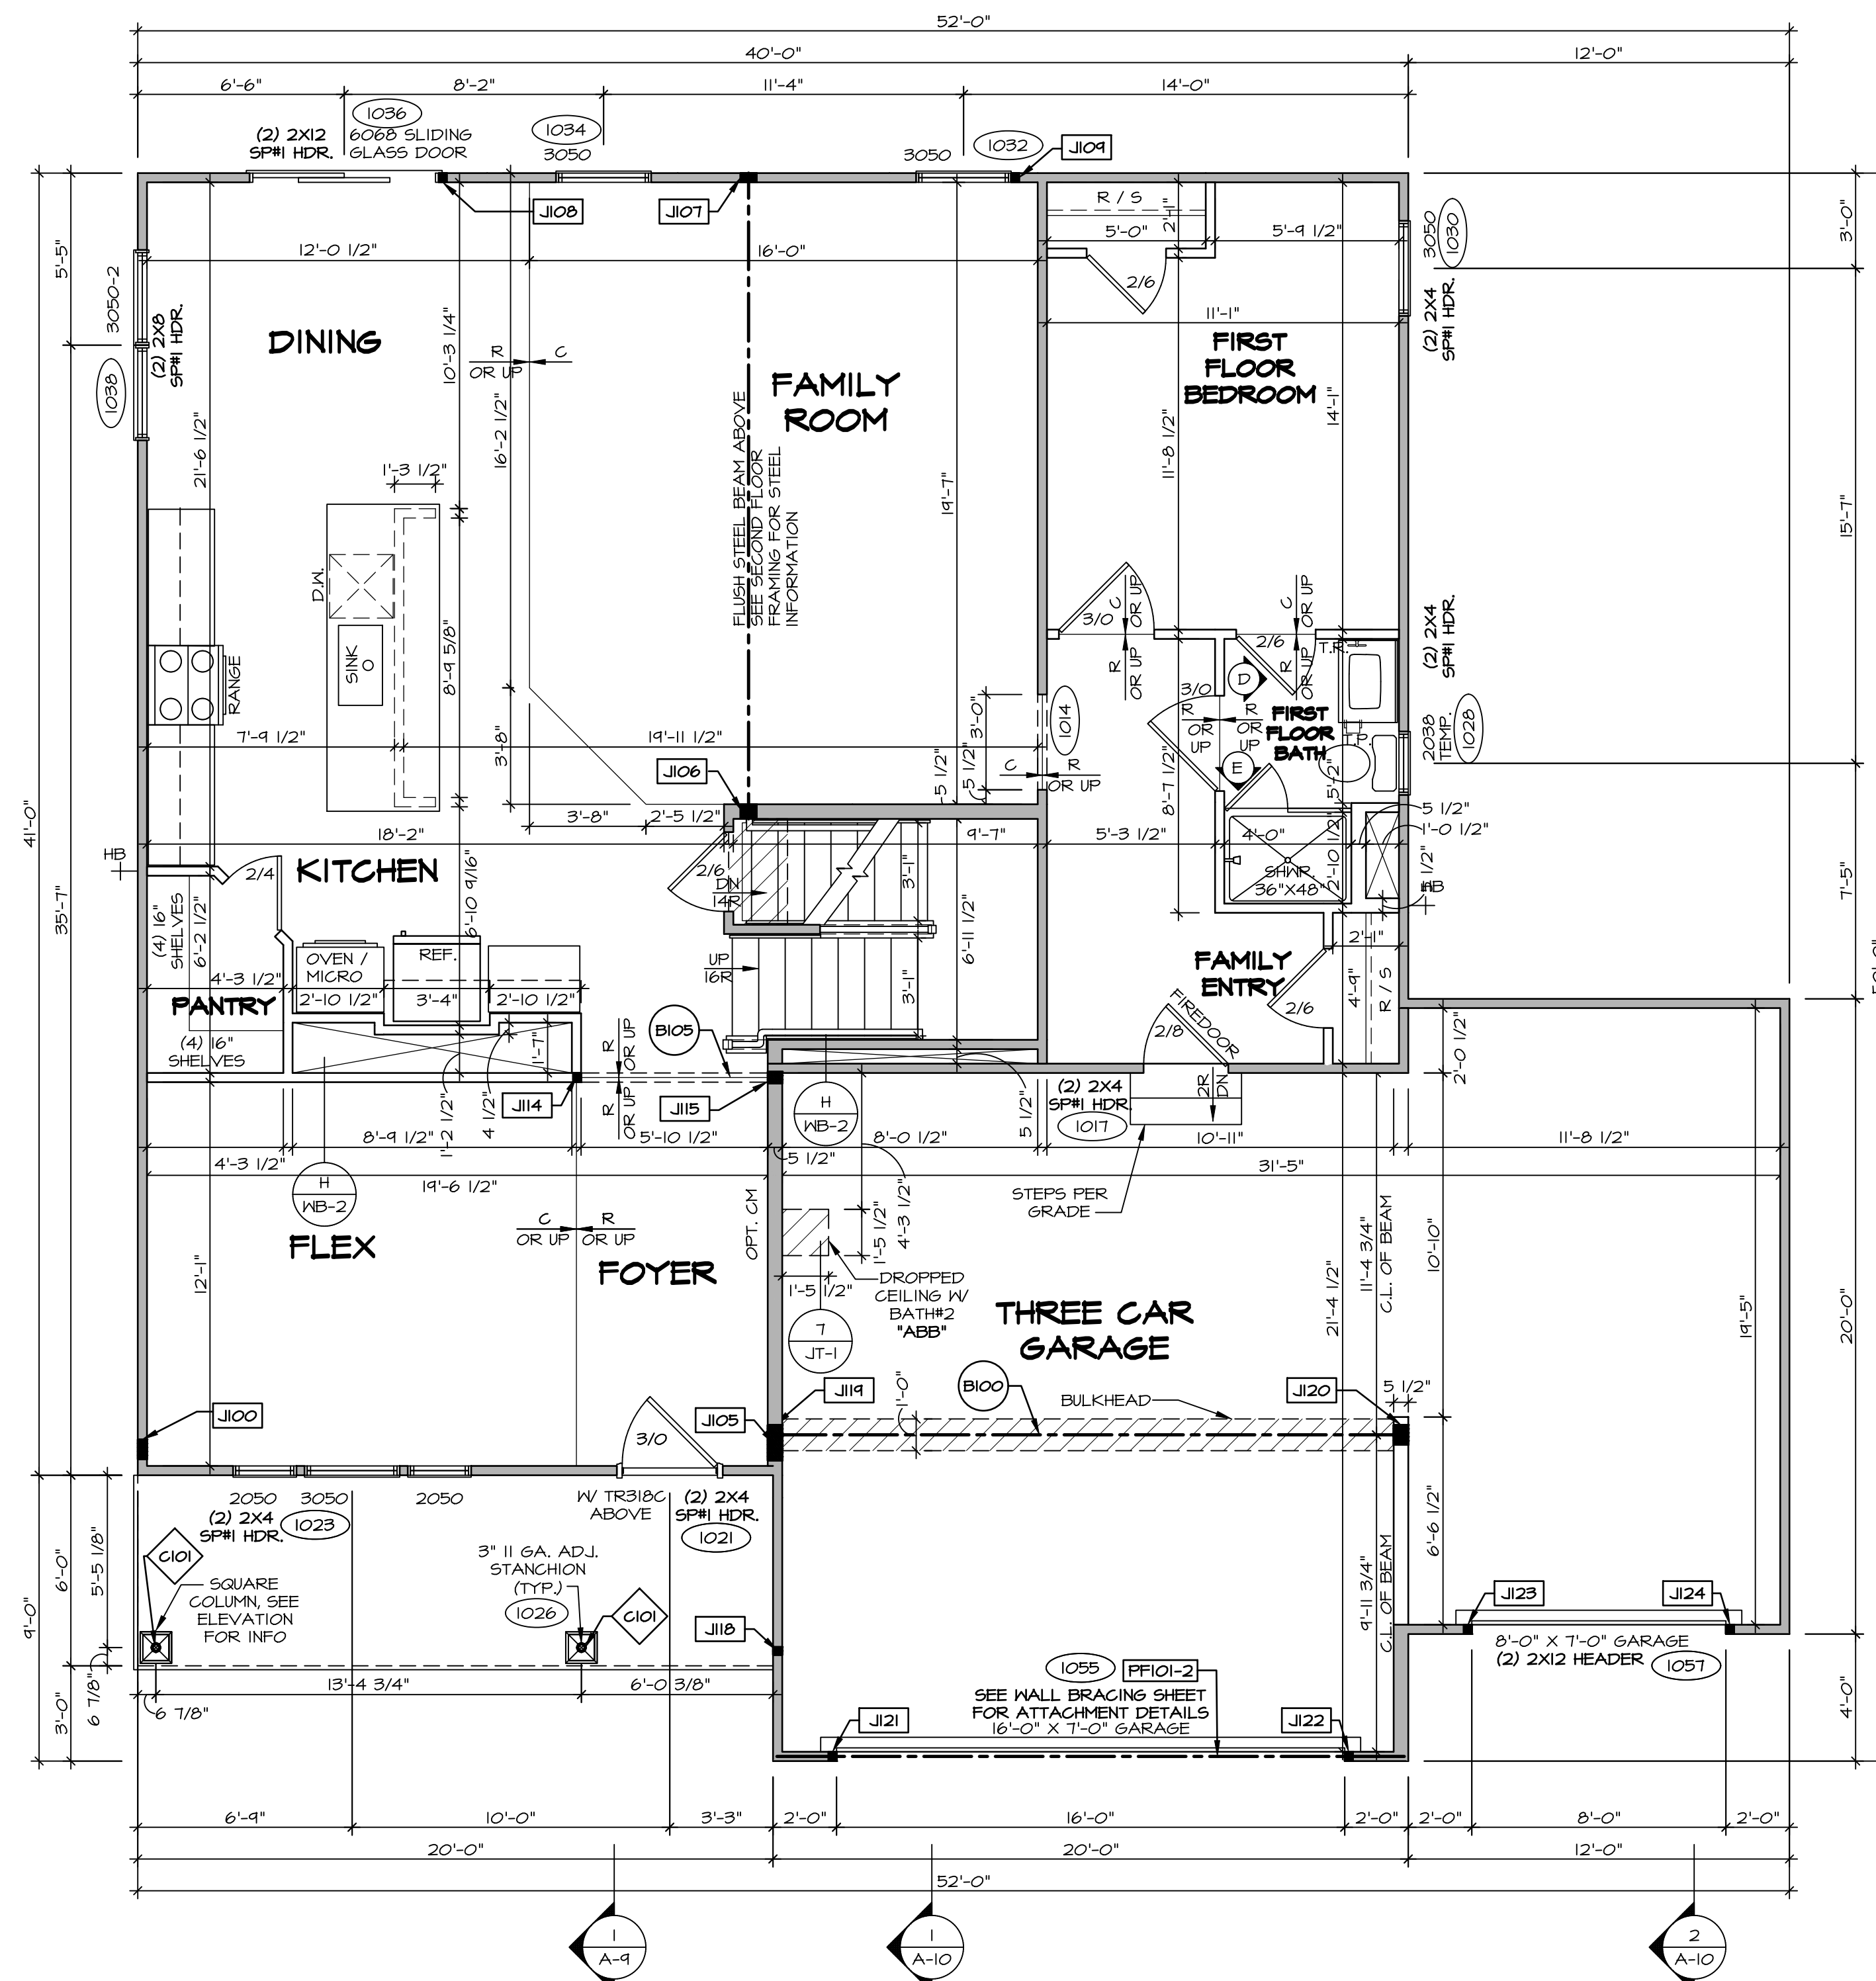 52'-0"
40'-0"
12'-0"
6'-6"
8'-2"
11'-4"
14'-0"
1036
(2) 2X12
SP#1 HDR.
6068 SLIDING
GLASS DOOR
1034
3050
3050
1032
J109
J108
J107
R / S
2'-1"
5'-0"
5'-9 1/2"
3050
1030
3'-0"
5'-5"
12'-0 1/2"
16'-0"
2/6
3050-2
(2) 2X8
SP#1 HDR.
1038
11'-1"
(2) 2X4
SP#1 HDR.
DINING
10'-3 1/4"
R
OR UP
C
FAMILY
ROOM
FIRST
FLOOR
BEDROOM
21'-6 1/2"
16'-2 1/2"
FLUSH STEEL BEAM ABOVE
SEE SECOND FLOOR
FRAMING FOR STEEL
INFORMATION
19'-7"
11'-8 1/2"
14'-1"
15'-7"
1'-3 1/2"
D.W.
SINK
RANGE
8'-9 5/8"
3/0
C
OR UP
R
OR UP
C
OR UP
R
OR UP
2/6
T.R.
(2) 2X4
SP#1 HDR.
D
3/0
R
OR
UP
R
OR
UP
FIRST
FLOOR
BATH
T.P.
E
2038
TEMP.
1028
7'-9 1/2"
19'-11 1/2"
3'-8"
3'-0"
1014
J106
5 1/2"
5 1/2"
C
R
OR UP
8'-7 1/2"
5'-2"
41'-0"
35'-7"
3'-8"
2'-5 1/2"
18'-2"
9'-7"
5'-3 1/2"
4'-0"
5 1/2"
1'-0 1/2"
HB
2/4
KITCHEN
2/6
DN
14R
3'-1"
SHWR.
36"X48"
2'-10 1/2"
5 1/2"
HB
7'-5"
(4) 16"
SHELVES
6'-2 1/2"
6'-10 9/16"
6'-11 1/2"
OVEN /
MICRO
REF.
UP
16R
3'-1"
FAMILY
ENTRY
2'-1"
4'-9"
R / S
4'-3 1/2"
PANTRY
2'-10 1/2"
3'-4"
2'-10 1/2"
FIREDOOR
2/8
2/6
(4) 16"
SHELVES
1'-7"
R
OR UP
R
OR UP
B105
2'-0 1/2"
J114
J115
H
WB-2
(2) 2X4
SP#1 HDR.
1017
2R
DN
1'-2 1/2"
4 1/2"
5 1/2"
8'-9 1/2"
5'-10 1/2"
8'-0 1/2"
10'-11"
11'-8 1/2"
4'-3 1/2"
5 1/2"
31'-5"
19'-6 1/2"
H
WB-2
STEPS PER
GRADE
FLEX
C
OR UP
R
OR UP
FOYER
OPT. CM
12'-1"
1'-5 1/2"
4'-3 1/2"
1'-5 1/2"
DROPPED
CEILING W/
BATH#2
"ABB"
7
JT-1
THREE CAR
GARAGE
21'-4 1/2"
11'-4 3/4"
C.L. OF BEAM
10'-10"
19'-5"
20'-0"
J100
J105
J119
1'-0"
B100
BULKHEAD
J120
5 1/2"
3/0
2050
3050
2050
(2) 2X4
SP#1 HDR.
1023
W/ TR318C
ABOVE
(2) 2X4
SP#1 HDR.
1021
6'-6 1/2"
9'-0"
6'-0"
5'-5 1/8"
C101
SQUARE
COLUMN, SEE
ELEVATION
FOR INFO
3" 11 GA. ADJ.
STANCHION
(TYP.)
1026
C101
J118
9'-11 3/4"
C.L. OF BEAM
J123
J124
8'-0" X 7'-0" GARAGE
(2) 2X12 HEADER
1057
3'-0"
6 7/8"
6 7/8"
13'-4 3/4"
6'-0 3/8"
1055
PF101-2
SEE WALL BRACING SHEET
FOR ATTACHMENT DETAILS
16'-0" X 7'-0" GARAGE
J121
J122
4'-0"
6'-9"
10'-0"
3'-3"
2'-0"
16'-0"
2'-0"
2'-0"
8'-0"
2'-0"
20'-0"
20'-0"
12'-0"
52'-0"
1
A-9
1
A-10
2
A-10